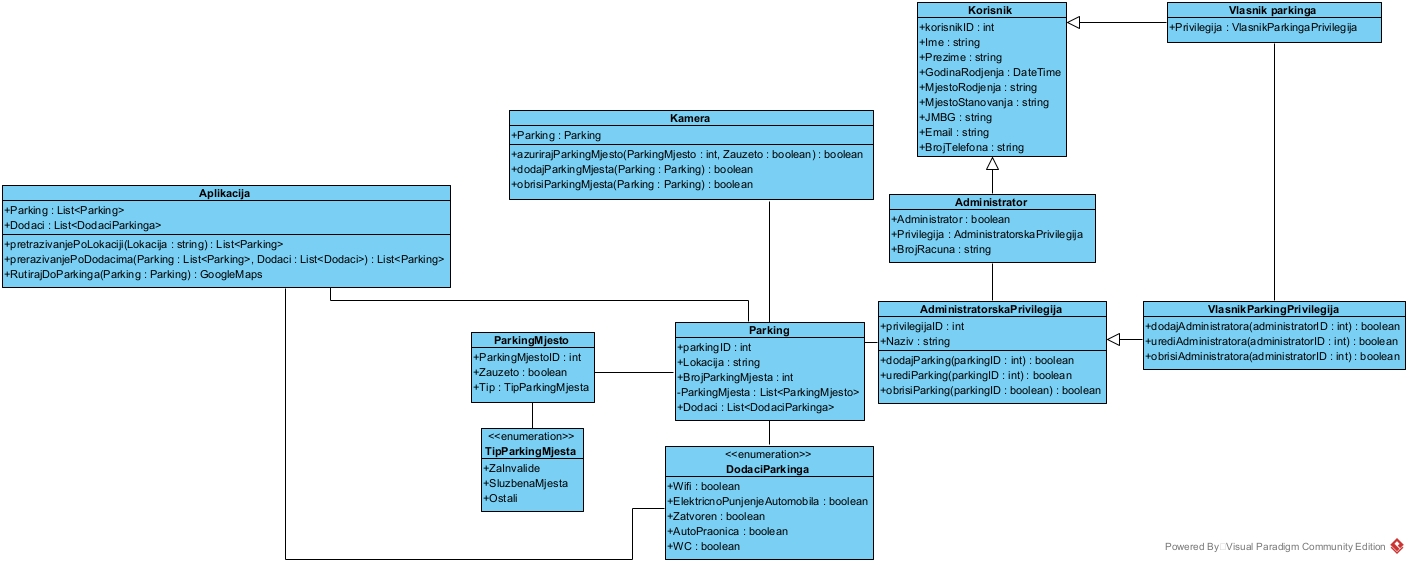 Korisnik
+korisnikID : int
+Ime : string
+Prezime : string
+GodinaRodjenja : DateTime
+MjestoRodjenja : string
+MjestoStanovanja : string
+JMBG : string
+Email : string
+BrojTelefona : string
Vlasnik parkinga
+Privilegija : VlasnikParkingaPrivilegija
Kamera
+Parking : Parking
+azurirajParkingMjesto(ParkingMjesto : int, Zauzeto : boolean) : boolean
+dodajParkingMjesta(Parking : Parking) : boolean
+obrisiParkingMjesta(Parking : Parking) : boolean
Aplikacija
+Parking : List<Parking>
+Dodaci : List<DodaciParkinga>
+pretrazivanjePoLokaciji(Lokacija : string) : List<Parking>
+prerazivanjePoDodacima(Parking : List<Parking>, Dodaci : List<Dodaci>) : List<Parking>
+RutirajDoParkinga(Parking : Parking) : GoogleMaps
Administrator
+Administrator : boolean
+Privilegija : AdministratorskaPrivilegija
+BrojRacuna : string
AdministratorskaPrivilegija
+privilegijaID : int
+Naziv : string
+dodajParking(parkingID : int) : boolean
+urediParking(parkingID : int) : boolean
+obrisiParking(parkingID : boolean) : boolean
VlasnikParkingPrivilegija
+dodajAdministratora(administratorID : int) : boolean
+urediAdministratora(administratorID : int) : boolean
+obrisiAdministratora(administratorID : int) : boolean
Parking
+parkingID : int
+Lokacija : string
+BrojParkingMjesta : int
-ParkingMjesta : List<ParkingMjesto>
+Dodaci : List<DodaciParkinga>
ParkingMjesto
+ParkingMjestoID : int
+Zauzeto : boolean
+Tip : TipParkingMjesta
<<enumeration>>
TipParkingMjesta
+ZaInvalide
+SluzbenaMjesta
+Ostali
<<enumeration>>
DodaciParkinga
+Wifi : boolean
+ElektricnoPunjenjeAutomobila : boolean
+Zatvoren : boolean
+AutoPraonica : boolean
+WC : boolean
Powered By Visual Paradigm Community Edition